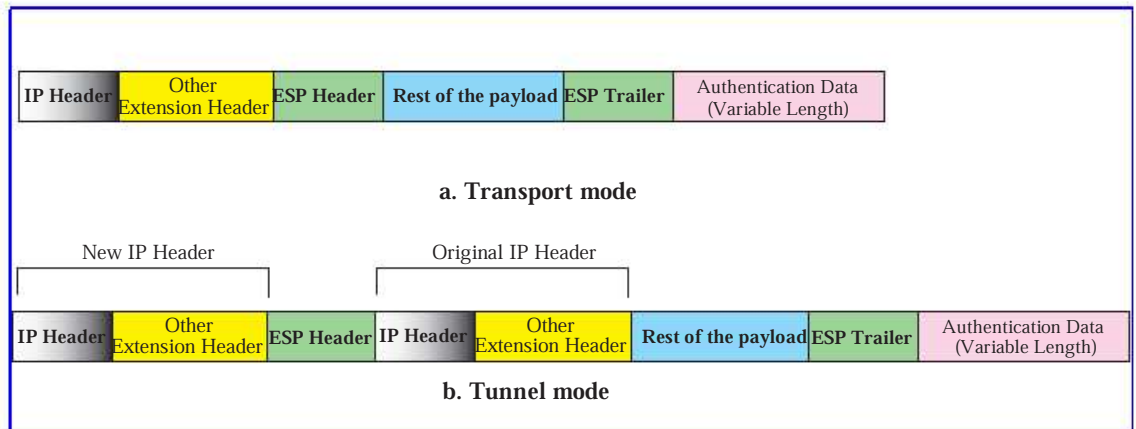 IP Header Other Extension Header ESP Header Rest of the payload ESP Trailer Authentication Data (Variable Length)
a. Transport mode
New IP Header Original IP Header
IP Header Other Extension Header ESP Header IP Header Other Extension Header Rest of the payload ESP Trailer Authentication Data (Variable Length)
b. Tunnel mode